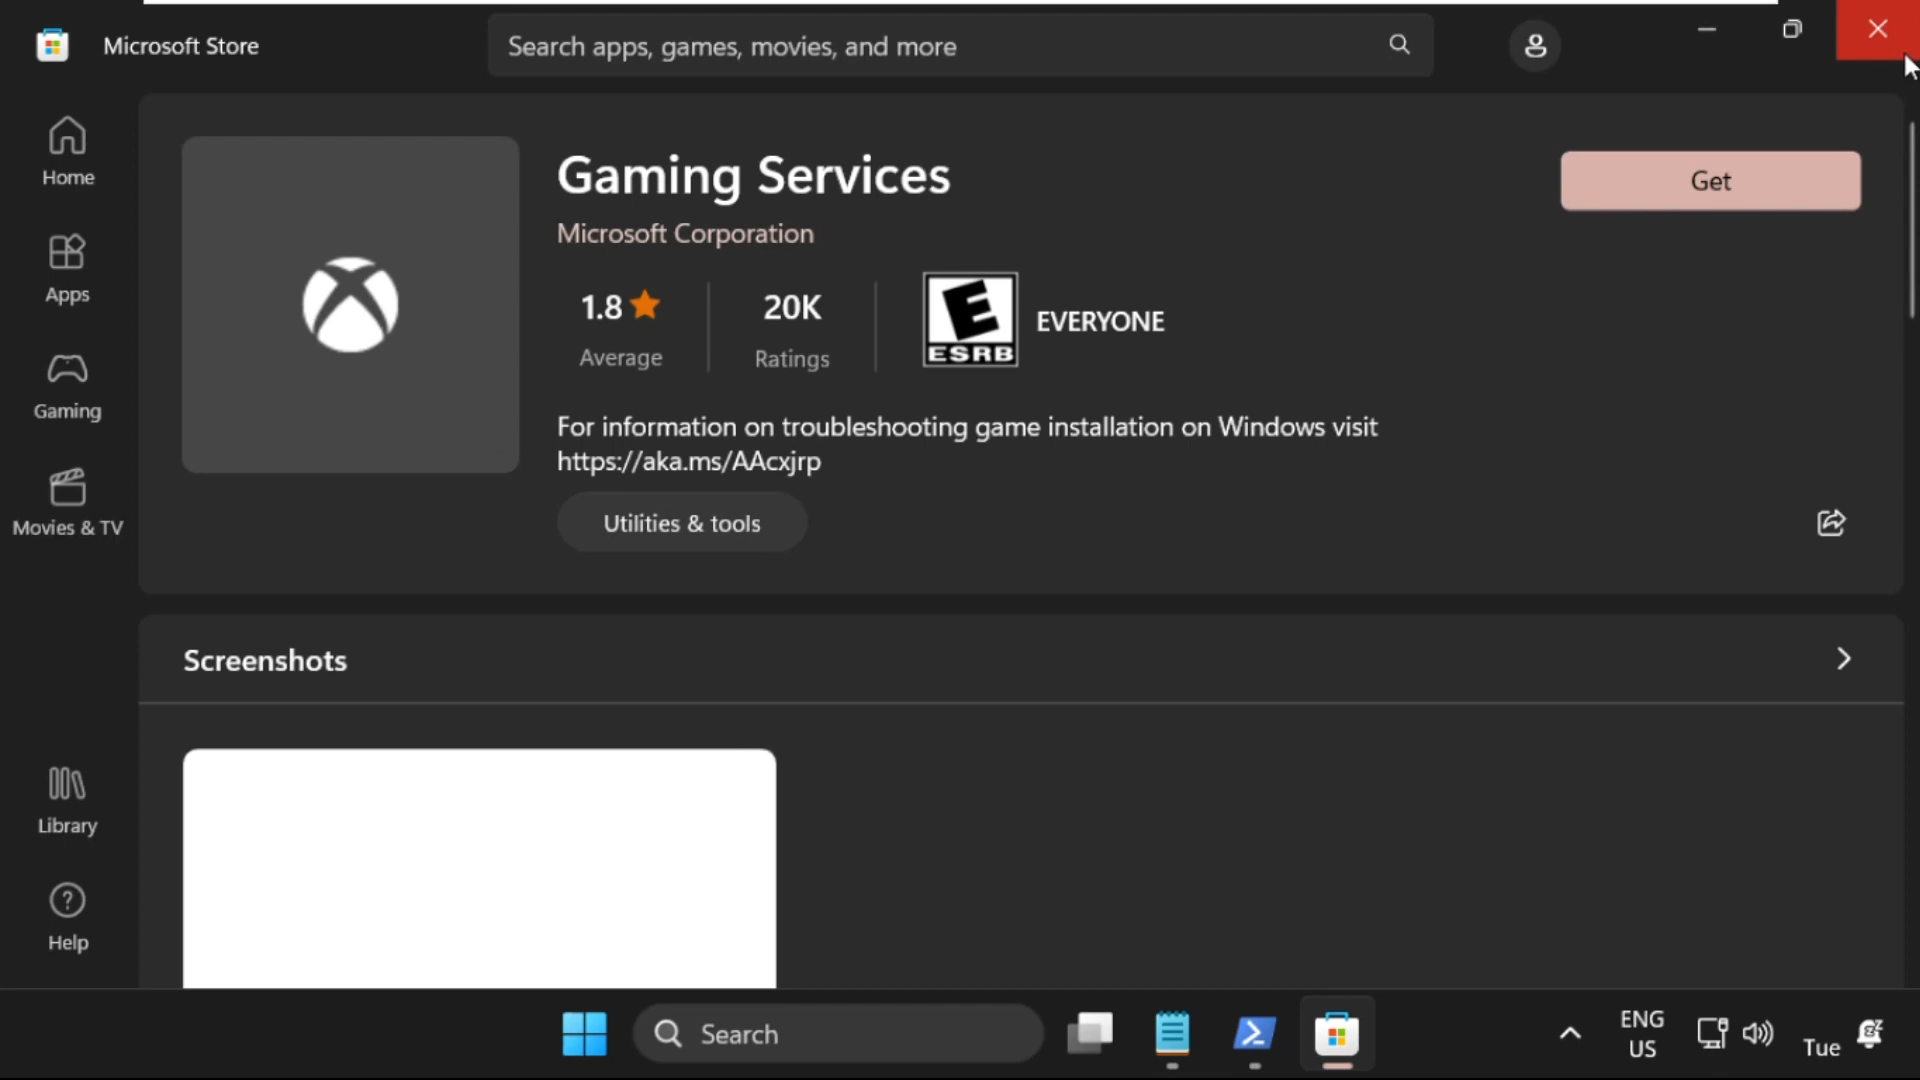 Microsoft Store
Search apps, games, movies, and more
Home
Apps
Gaming
Movies & TV
Library
Help
Gaming Services
Microsoft Corporation
Get
1.8
Average
20K
Ratings
E
ESRB
EVERYONE
For information on troubleshooting game installation on Windows visit
https://aka.ms/AAcxjrp
Utilities & tools
Screenshots
Search
ENG
US
Tue